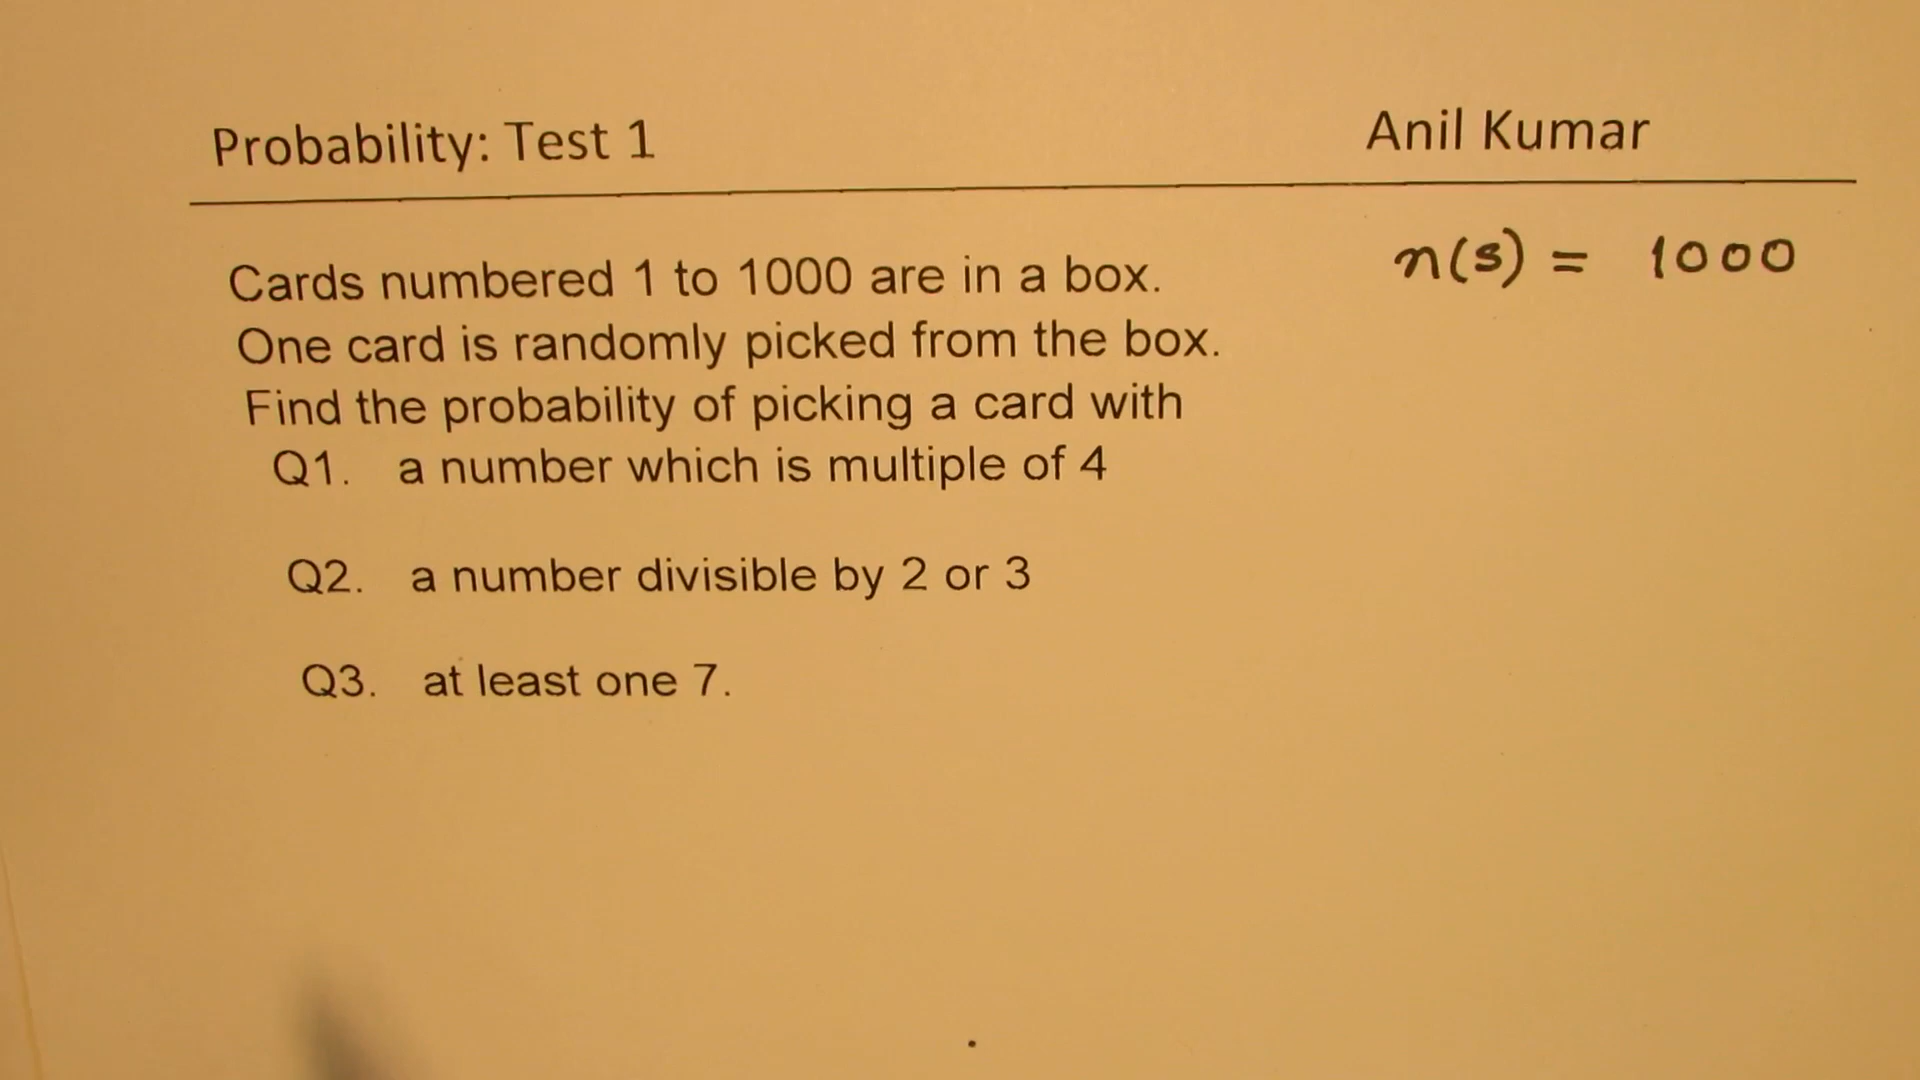 Probability: Test 1
Anil Kumar
n(s) = 1000
Cards numbered 1 to 1000 are in a box.
One card is randomly picked from the box.
Find the probability of picking a card with
Q1. a number which is multiple of 4
Q2. a number divisible by 2 or 3
Q3. at least one 7.